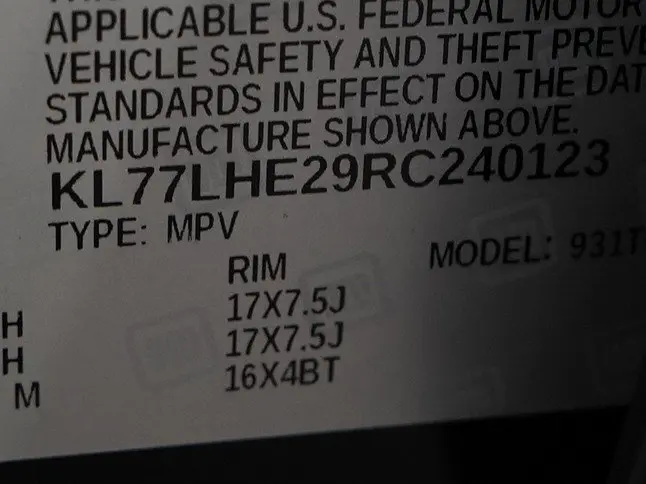 APPLICABLE U.S. FEDERAL MOTOR
VEHICLE SAFETY AND THEFT PREVE
STANDARDS IN EFFECT ON THE DAT
MANUFACTURE SHOWN ABOVE.
KL77LHE29RC240123
TYPE: MPV
MODEL: 931T
RIM
H 17X7.5J
H 17X7.5J
M 16X4BT